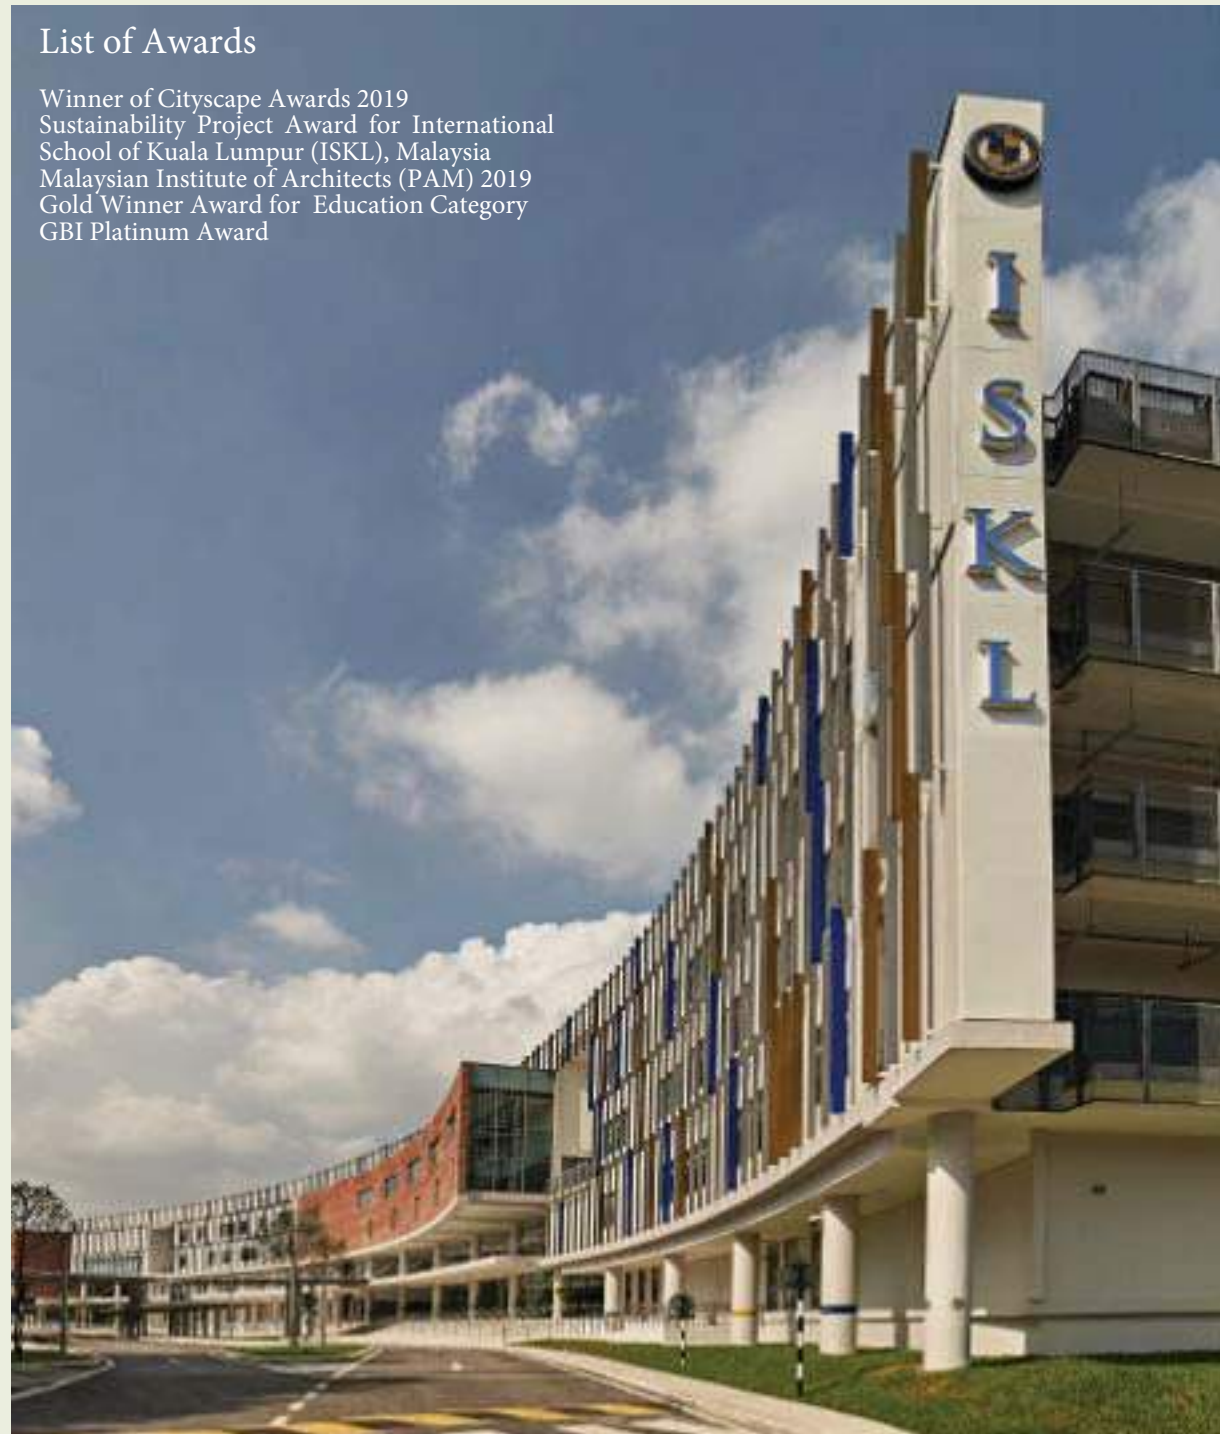 List of Awards
Winner of Cityscape Awards 2019
Sustainability Project Award for International
School of Kuala Lumpur (ISKL), Malaysia
Malaysian Institute of Architects (PAM) 2019
Gold Winner Award for Education Category
GBI Platinum Award
I
S
K
L